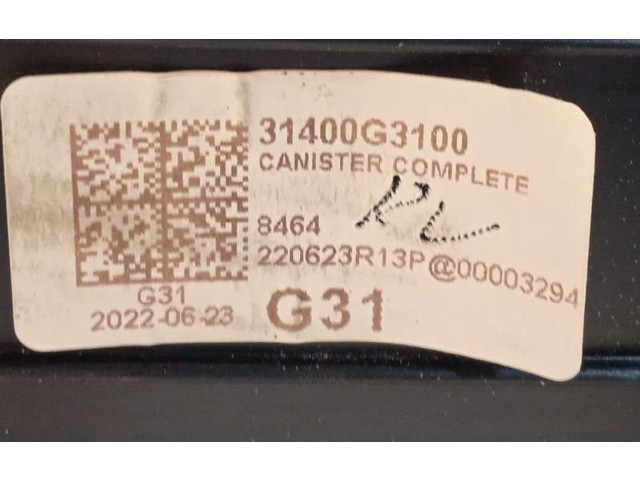 31400G3100
CANISTER COMPLETE
8464
220623R13P@00003294
G31
2022-06-23
G31